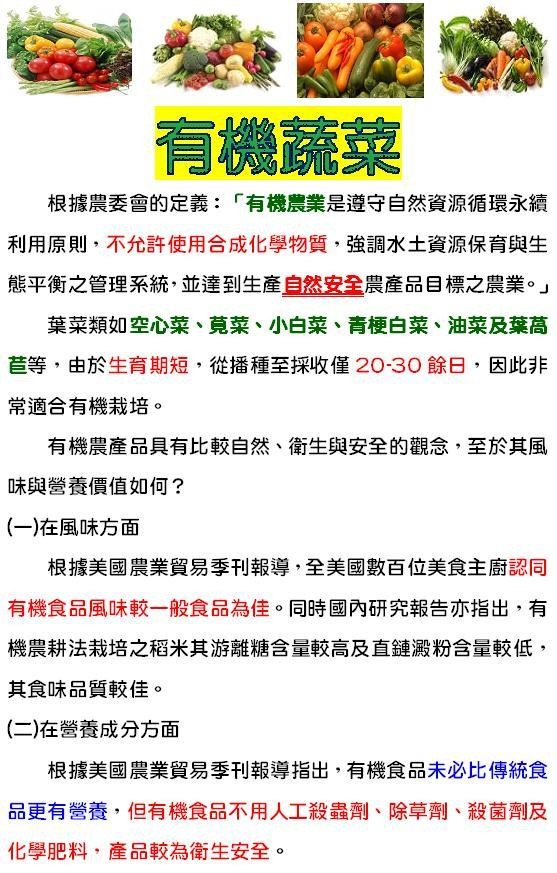 有機蔬菜
根據農委會的定義：「有機農業是遵守自然資源循環永續
利用原則，不允許使用合成化學物質，強調水土資源保育與生
態平衡之管理系統，並達到生產自然安全農產品目標之農業。」
葉菜類如空心菜、莧菜、小白菜、青梗白菜、油菜及葉萵
苣等，由於生育期短，從播種至採收僅 20-30 餘日，因此非
常適合有機栽培。
有機農產品具有比較自然、衛生與安全的觀念，至於其風
味與營養價值如何？
(一)在風味方面
根據美國農業貿易季刊報導，全美國數百位美食主廚認同
有機食品風味較一般食品為佳。同時國內研究報告亦指出，有
機農耕法栽培之稻米其游離糖含量較高及直鏈澱粉含量較低，
其食味品質較佳。
(二)在營養成分方面
根據美國農業貿易季刊報導指出，有機食品未必比傳統食
品更有營養，但有機食品不用人工殺蟲劑、除草劑、殺菌劑及
化學肥料，產品較為衛生安全。